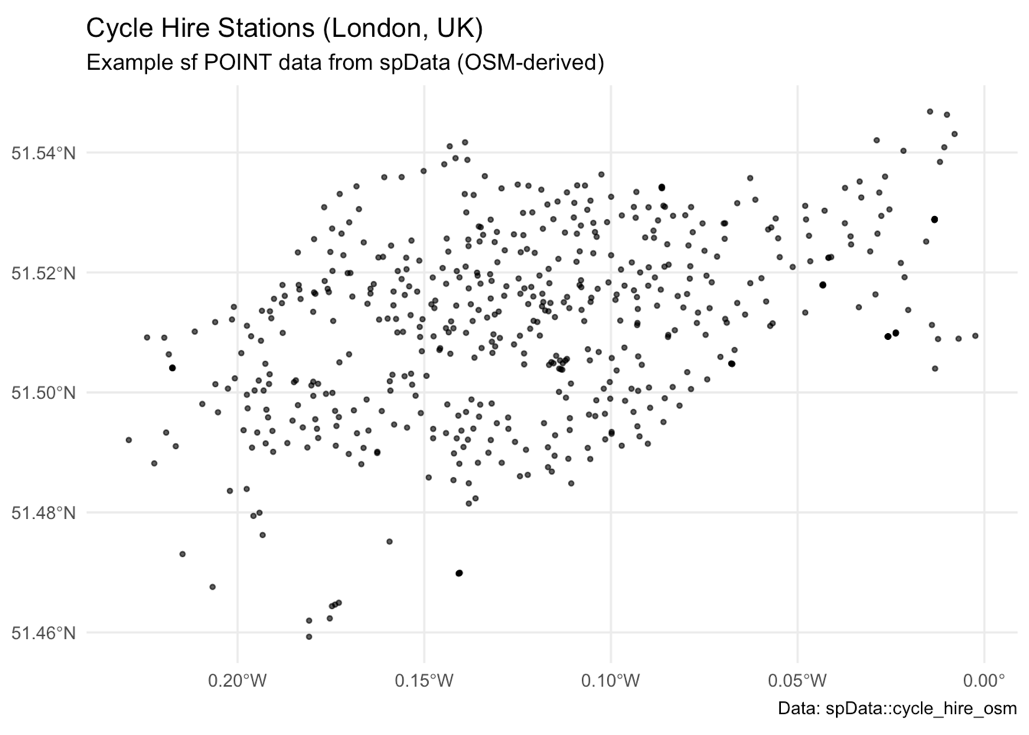 Cycle Hire Stations (London, UK)
Example sf POINT data from spData (OSM-derived)
51.54°N
51.52°N
51.50°N
51.48°N
51.46°N
0.20°W
0.15°W
0.10°W
0.05°W
0.00°
Data: spData::cycle_hire_osm